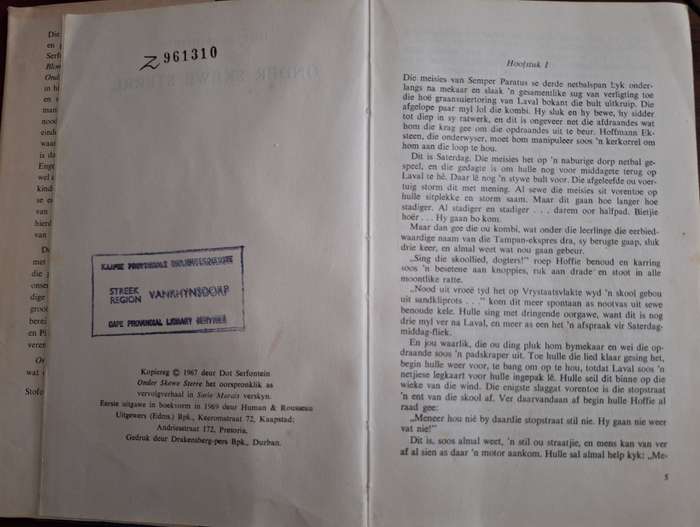 Z 961310
KAAPSE PROVINSIALE BIBLIOTEEKDIENS
STREEK
REGION VANRHYNSDORP
CAPE PROVINCIAL LIBRARY SERVICE
Kopiereg © 1967 deur Dot Serfontein
Onder Skewe Sterre het oorspronklik as
vervolgverhaal in Sarie Marais verskyn.
Eerste uitgawe in boekvorm in 1969 deur Human & Rousseau
Uitgewers (Edms.) Bpk., Keeromstraat 72, Kaapstad;
Andriesstraat 172, Pretoria.
Gedruk deur Drakensberg-pers Bpk., Durban.
Hoofstuk 1
Die meisies van Semper Paratus se derde netbalspan lyk onder-
langs na mekaar en slaak 'n gesamentlike sug van verligting toe
die hoë graansuiertoring van Laval bokant die bult uitkruip. Die
afgelope paar myl lol die kombi. Hy sluk en hy bewe, hy sidder
tot diep in sy ratwerk, en dit is ongeveer net die afdraandes wat
hom die krag gee om die opdraandes uit te beur. Hoffmann Ek-
steen, die onderwyser, moet hom manipuleer soos 'n kerkorrel om
hom aan die loop te hou.
Dit is Saterdag. Die meisies het op 'n naburige dorp netbal ge-
speel, en die gedagte is om hulle nog voor middagete terug op
Laval te hê. Daar lê nog 'n stywe bult voor. Die afgeleefde ou voer-
tuig storm dit met mening. Al sewe die meisies sit vorentoe op
hulle sitplekke en storm saam. Maar dit gaan hoe langer hoe
stadiger. Al stadiger en stadiger . . . darem oor halfpad. Bietjie
hoër . . . Hy gaan bo kom.
Maar dan gee die ou kombi, wat onder die leerlinge die eerbied-
waardige naam van die Tampan-ekspres dra, sy berugte gaap, sluk
drie keer, en almal weet wat nou gaan gebeur.
„Sing die skoollied, dogters!” roep Hoffie benoud en karring
soos 'n besetene aan knoppies, ruk aan drade en stoot in alle
moontlike ratte.
„Nood uit vroeë tyd het op Vrystaatsvlakte wyd 'n skool gebou
uit sandkliprots . . .” kom dit meer spontaan as nootvas uit sewe
benoude kele. Hulle sing met dringende oorgawe, want dit is nog
drie myl ver na Laval, en meer as een het 'n afspraak vir Saterdag-
middag-fliek.
En jou waarlik, die ou ding pluk hom bymekaar en wei die op-
draande soos 'n padskraper uit. Toe hulle die lied klaar gesing het,
begin hulle weer voor, te bang om op te hou, totdat Laval soos 'n
netjiese legkaart voor hulle ingepak lê. Hulle seil dit binne op die
wieke van die wind. Die enigste slaggat vorentoe is die stopstraat
'n ent van die skool af. Ver daarvandaan af begin hulle Hoffie al
raad gee:
„Meneer hou nie by daardie stopstraat stil nie. Hy gaan nie weer
vat nie!”
Dit is, soos almal weet, 'n stil ou straatjie, en mens kan van ver
af al sien as daar 'n motor aankom. Hulle sal almal help kyk: „Me-
5